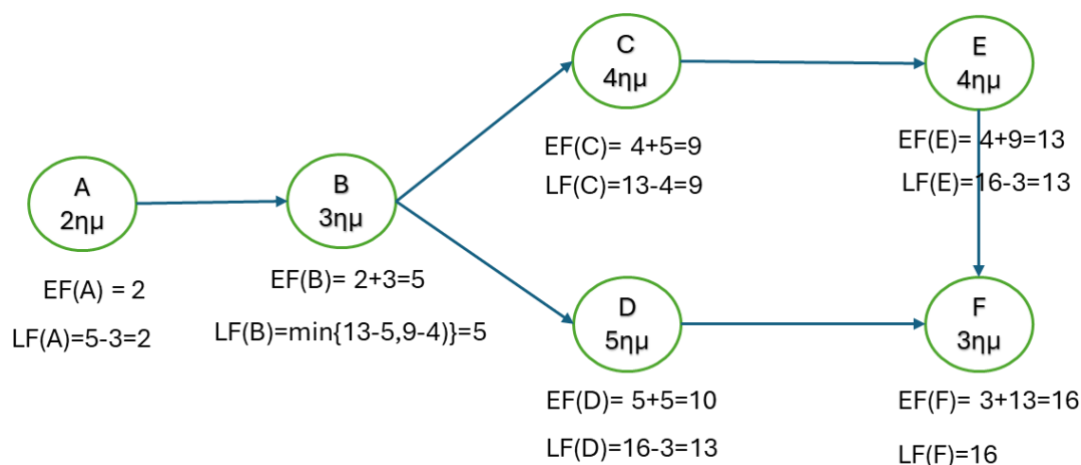 A
2ημ
EF(A) = 2
LF(A)=5-3=2
B
3ημ
EF(B)= 2+3=5
LF(B)=min{13-5,9-4)}=5
C
4ημ
EF(C)= 4+5=9
LF(C)=13-4=9
D
5ημ
EF(D)= 5+5=10
LF(D)=16-3=13
E
4ημ
EF(E)= 4+9=13
LF(E)=16-3=13
F
3ημ
EF(F)= 3+13=16
LF(F)=16